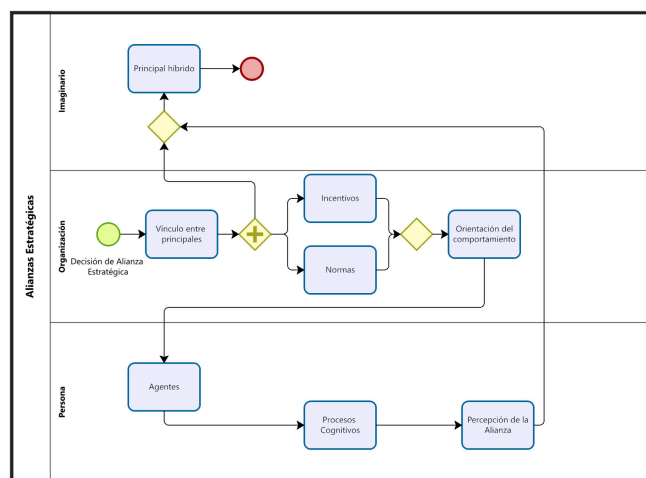 Alianzas Estratégicas
Imaginario
Principal híbrido
Organización
Decisión de Alianza
Estratégica
Vinculo entre
principales
Incentivos
Normas
Orientación del
comportamiento
Persona
Agentes
Procesos
Cognitivos
Percepción de la
Alianza